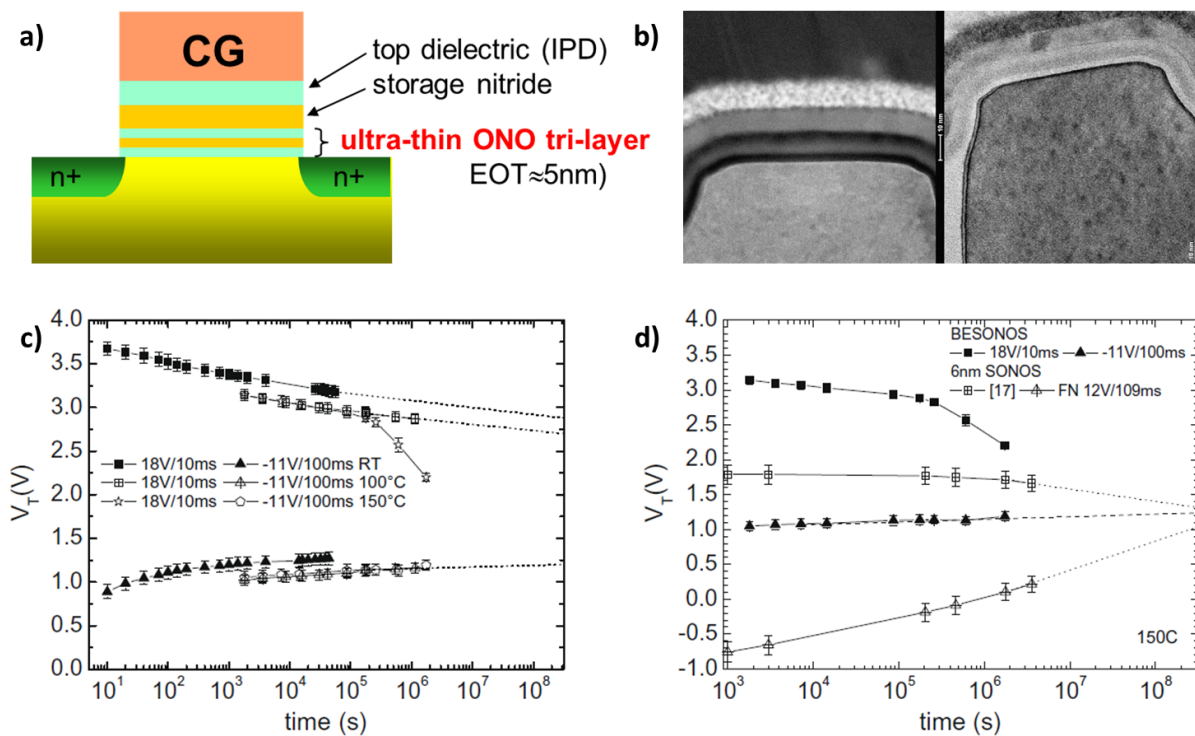 a)
CG
top dielectric (IPD)
storage nitride
ultra-thin ONO tri-layer
EOT≈5nm)
n+
n+
b)
10 nm
10 nm
c)
V_T(V)
4.0
3.5
3.0
2.5
2.0
1.5
1.0
0.5
0.0
18V/10ms -11V/100ms RT
18V/10ms -11V/100ms 100°C
18V/10ms -11V/100ms 150°C
10^1 10^2 10^3 10^4 10^5 10^6 10^7 10^8
time (s)
d)
V_T(V)
4.0
3.5
3.0
2.5
2.0
1.5
1.0
0.5
0.0
-0.5
-1.0
BESONOS
18V/10ms -11V/100ms
6nm SONOS
[17] FN 12V/109ms
150C
10^3 10^4 10^5 10^6 10^7 10^8
time (s)